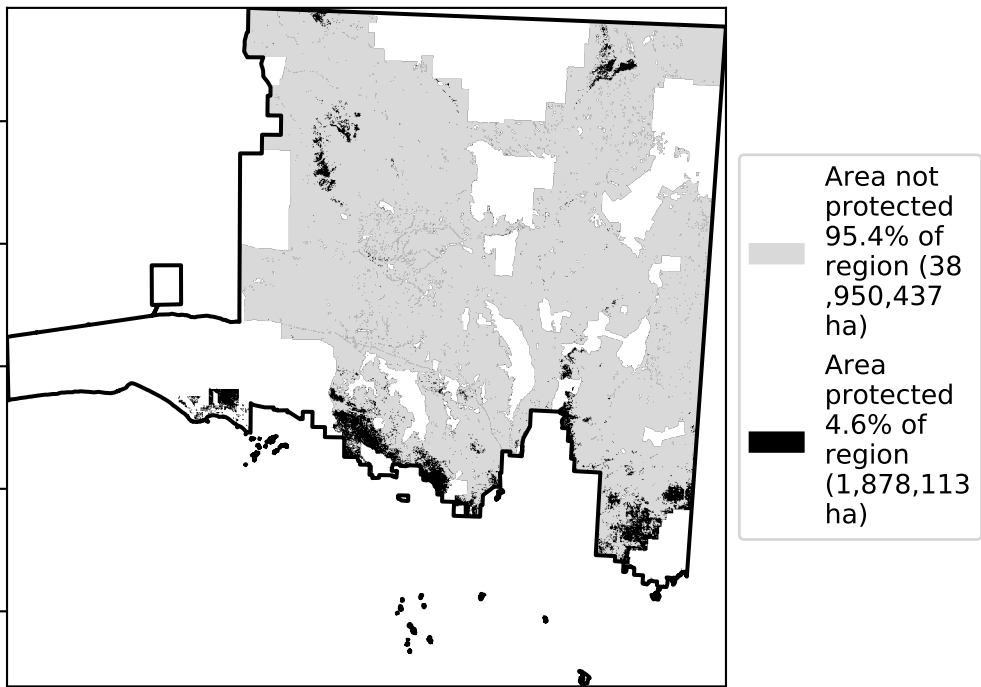 Area not
protected
95.4% of
region (38
,950,437
ha)
Area
protected
4.6% of
region
(1,878,113
ha)